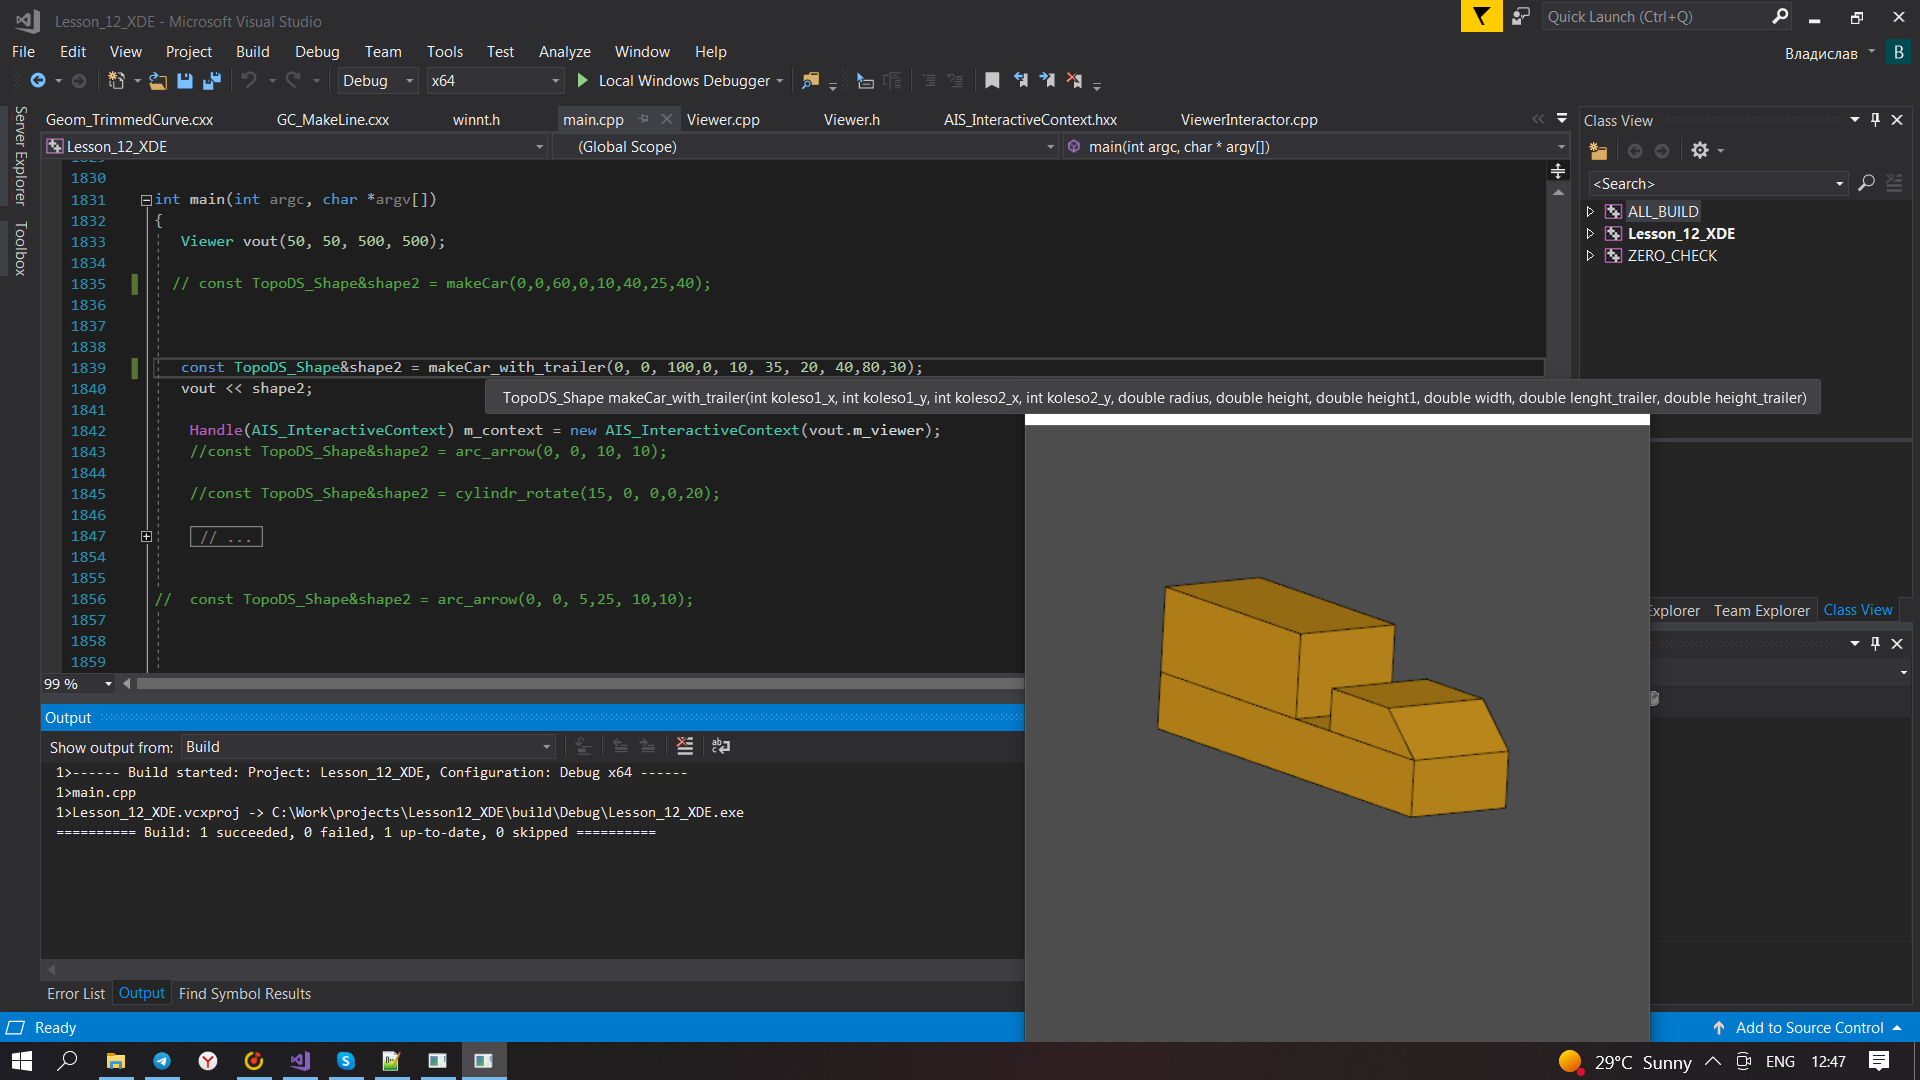 Lesson_12_XDE - Microsoft Visual Studio
Quick Launch (Ctrl+Q)
File Edit View Project Build Debug Team Tools Test Analyze Window Help
Владислав B
Debug x64 Local Windows Debugger
Server Explorer
Toolbox
Geom_TrimmedCurve.cxx GC_MakeLine.cxx winnt.h main.cpp Viewer.cpp Viewer.h AIS_InteractiveContext.hxx ViewerInteractor.cpp
Lesson_12_XDE (Global Scope) main(int argc, char * argv[])
1830
1831 int main(int argc, char *argv[])
1832 {
1833 Viewer vout(50, 50, 500, 500);
1834
1835 // const TopoDS_Shape&shape2 = makeCar(0,0,60,0,10,40,25,40);
1836
1837
1838
1839 const TopoDS_Shape&shape2 = makeCar_with_trailer(0, 0, 100,0, 10, 35, 20, 40,80,30);
1840 vout << shape2;
TopoDS_Shape makeCar_with_trailer(int koleso1_x, int koleso1_y, int koleso2_x, int koleso2_y, double radius, double height, double height1, double width, double lenght_trailer, double height_trailer)
1841
1842 Handle(AIS_InteractiveContext) m_context = new AIS_InteractiveContext(vout.m_viewer);
1843 //const TopoDS_Shape&shape2 = arc_arrow(0, 0, 10, 10);
1844
1845 //const TopoDS_Shape&shape2 = cylindr_rotate(15, 0, 0,0,20);
1846
1847 // ...
1854
1855
1856 // const TopoDS_Shape&shape2 = arc_arrow(0, 0, 5,25, 10,10);
1857
1858
1859
99 %
Class View
<Search>
ALL_BUILD
Lesson_12_XDE
ZERO_CHECK
Explorer Team Explorer Class View
Output
Show output from: Build
1>------ Build started: Project: Lesson_12_XDE, Configuration: Debug x64 ------
1>main.cpp
1>Lesson_12_XDE.vcxproj -> C:\Work\projects\Lesson12_XDE\build\Debug\Lesson_12_XDE.exe
========== Build: 1 succeeded, 0 failed, 1 up-to-date, 0 skipped ==========
Error List Output Find Symbol Results
Ready
Add to Source Control
29°C Sunny ENG 12:47